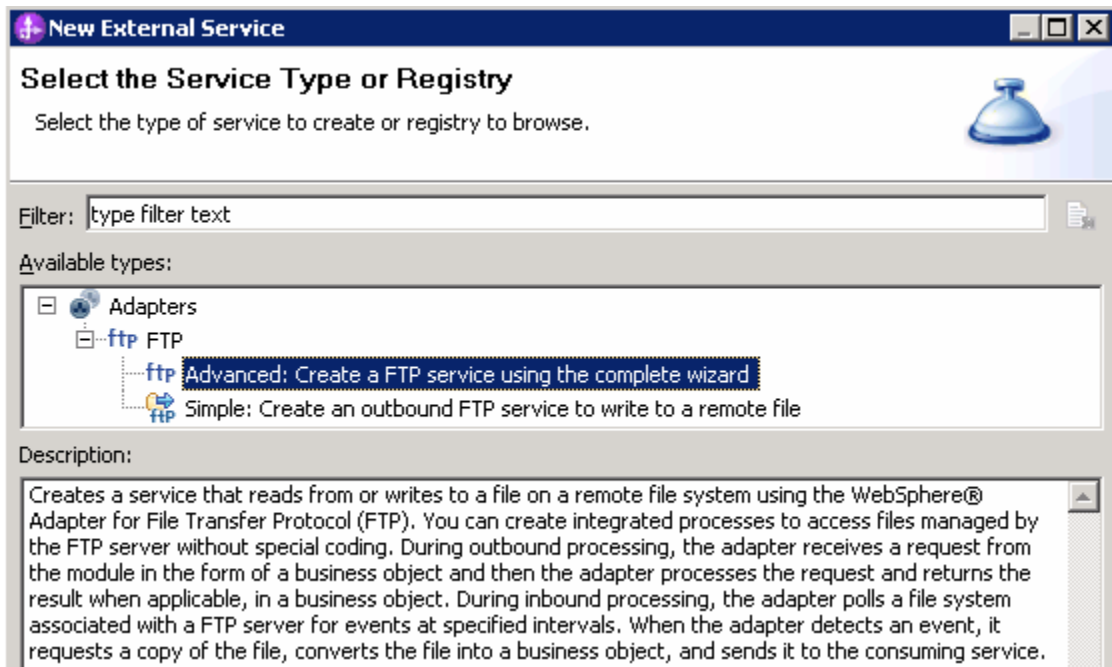 New External Service
Select the Service Type or Registry
Select the type of service to create or registry to browse.
Filter: type filter text
Available types:
Adapters
ftp FTP
ftp Advanced: Create a FTP service using the complete wizard
ftp Simple: Create an outbound FTP service to write to a remote file
Description:
Creates a service that reads from or writes to a file on a remote file system using the WebSphere®
Adapter for File Transfer Protocol (FTP). You can create integrated processes to access files managed by
the FTP server without special coding. During outbound processing, the adapter receives a request from
the module in the form of a business object and then the adapter processes the request and returns the
result when applicable, in a business object. During inbound processing, the adapter polls a file system
associated with a FTP server for events at specified intervals. When the adapter detects an event, it
requests a copy of the file, converts the file into a business object, and sends it to the consuming service.